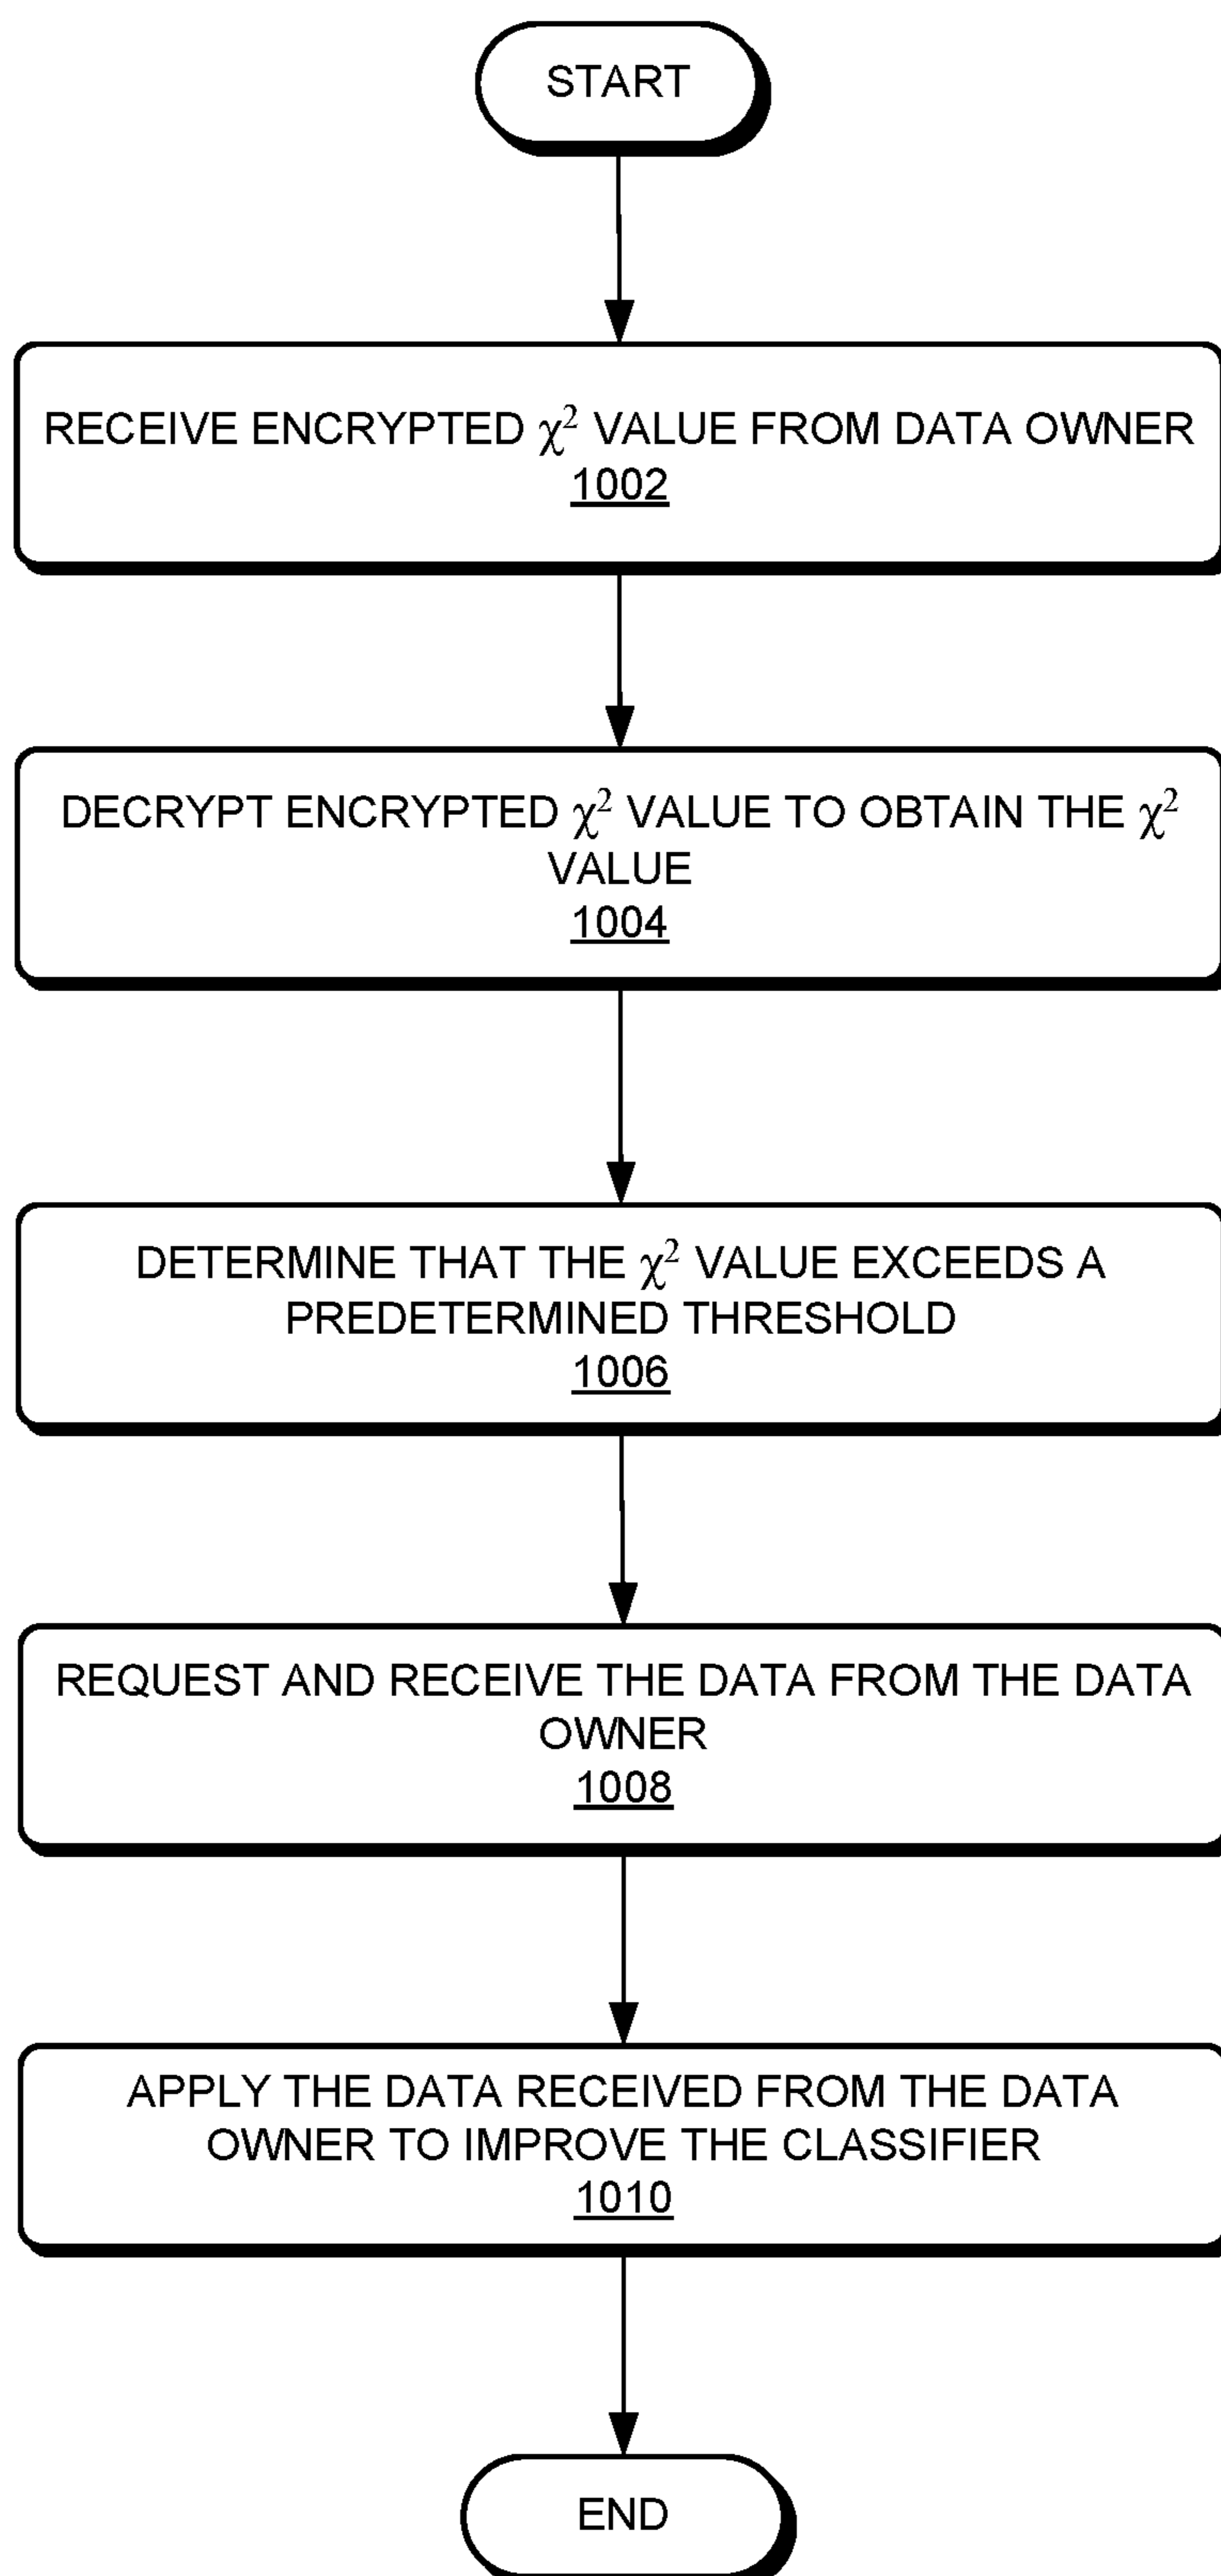 START
RECEIVE ENCRYPTED χ² VALUE FROM DATA OWNER
1002
DECRYPT ENCRYPTED χ² VALUE TO OBTAIN THE χ²
VALUE
1004
DETERMINE THAT THE χ² VALUE EXCEEDS A
PREDETERMINED THRESHOLD
1006
REQUEST AND RECEIVE THE DATA FROM THE DATA
OWNER
1008
APPLY THE DATA RECEIVED FROM THE DATA
OWNER TO IMPROVE THE CLASSIFIER
1010
END